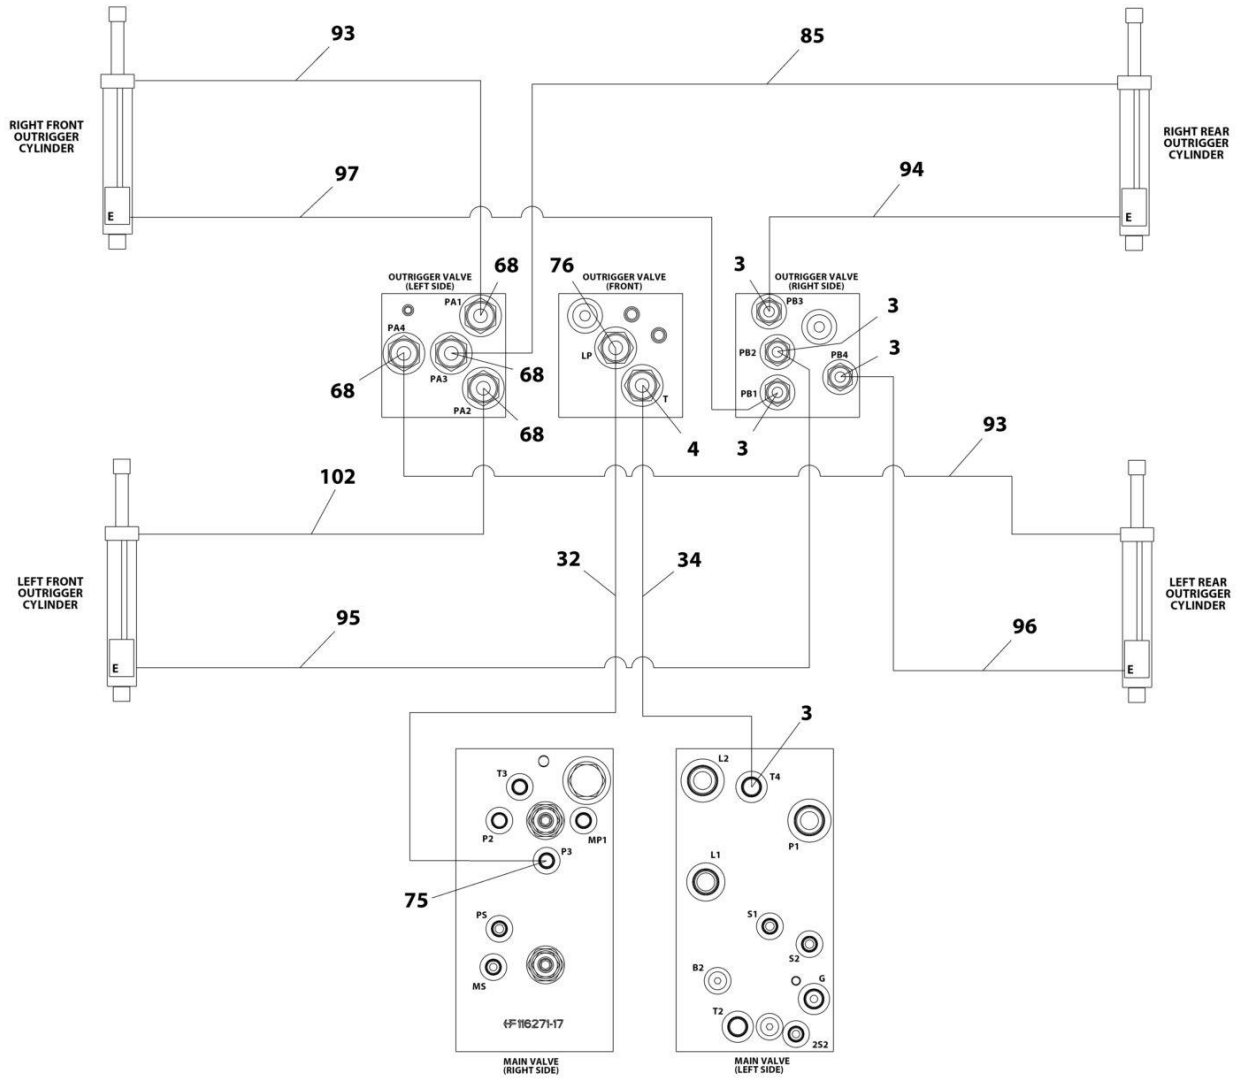 93
85
RIGHT FRONT
OUTRIGGER
CYLINDER
RIGHT REAR
OUTRIGGER
CYLINDER
97
94
E
E
OUTRIGGER VALVE
(LEFT SIDE)
68
76
OUTRIGGER VALVE
(FRONT)
3
OUTRIGGER VALVE
(RIGHT SIDE)
PA1
PB3
3
PA4
LP
PB2
PB4
3
PA3
68
68
PB1
PA2
T
68
4
3
93
102
32
34
LEFT FRONT
OUTRIGGER
CYLINDER
LEFT REAR
OUTRIGGER
CYLINDER
95
96
E
E
3
T3
L2
T4
P2
MP1
P1
P3
L1
75
PS
S1
S2
MS
B2
G
T2
HF116271-17
2S2
MAIN VALVE
(RIGHT SIDE)
MAIN VALVE
(LEFT SIDE)